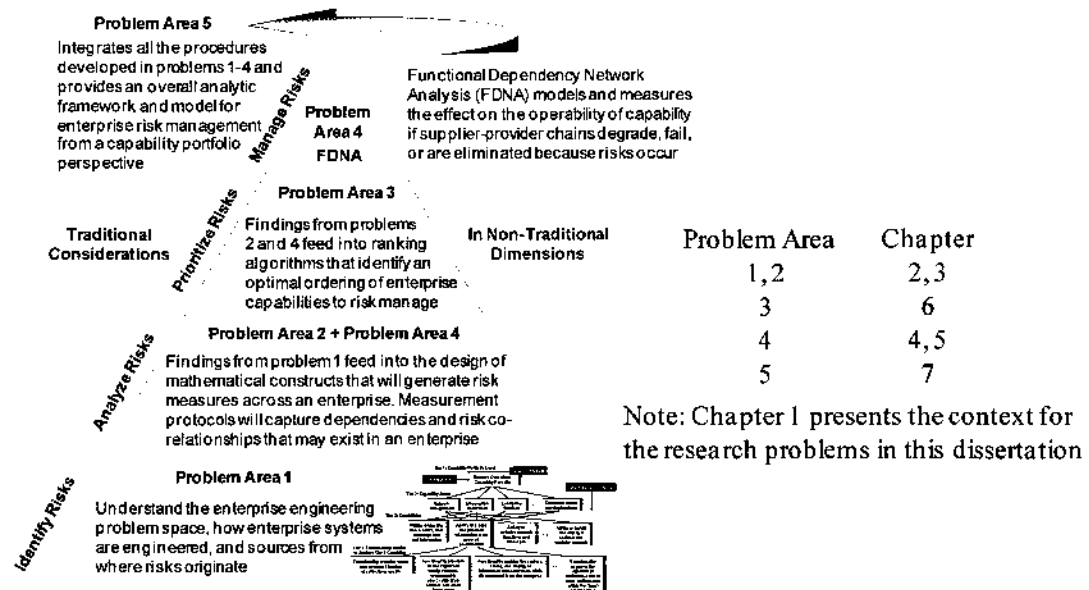 Problem Area 5
Integrates all the procedures
developed in problems 1-4 and
provides an overall analytic
framework and model for
enterprise risk management
from a capability portfolio
perspective
Manage Risks
Problem
Area 4
FDNA
Functional Dependency Network
Analysis (FDNA) models and measures
the effect on the operability of capability
if supplier-provider chains degrade, fail,
or are eliminated because risks occur
Traditional
Considerations
Prioritize Risks
Problem Area 3
Findings from problems
2 and 4 feed into ranking
algorithms that identify an
optimal ordering of enterprise
capabilities to risk manage
In Non-Traditional
Dimensions
Analyze Risks
Problem Area 2 + Problem Area 4
Findings from problem 1 feed into the design of
mathematical constructs that will generate risk
measures across an enterprise. Measurement
protocols will capture dependencies and risk co-
relationships that may exist in an enterprise
Identify Risks
Problem Area 1
Understand the enterprise engineering
problem space, how enterprise systems
are engineered, and sources from
where risks originate
Problem Area Chapter
1,2 2,3
3 6
4 4,5
5 7
Note: Chapter 1 presents the context for
the research problems in this dissertation